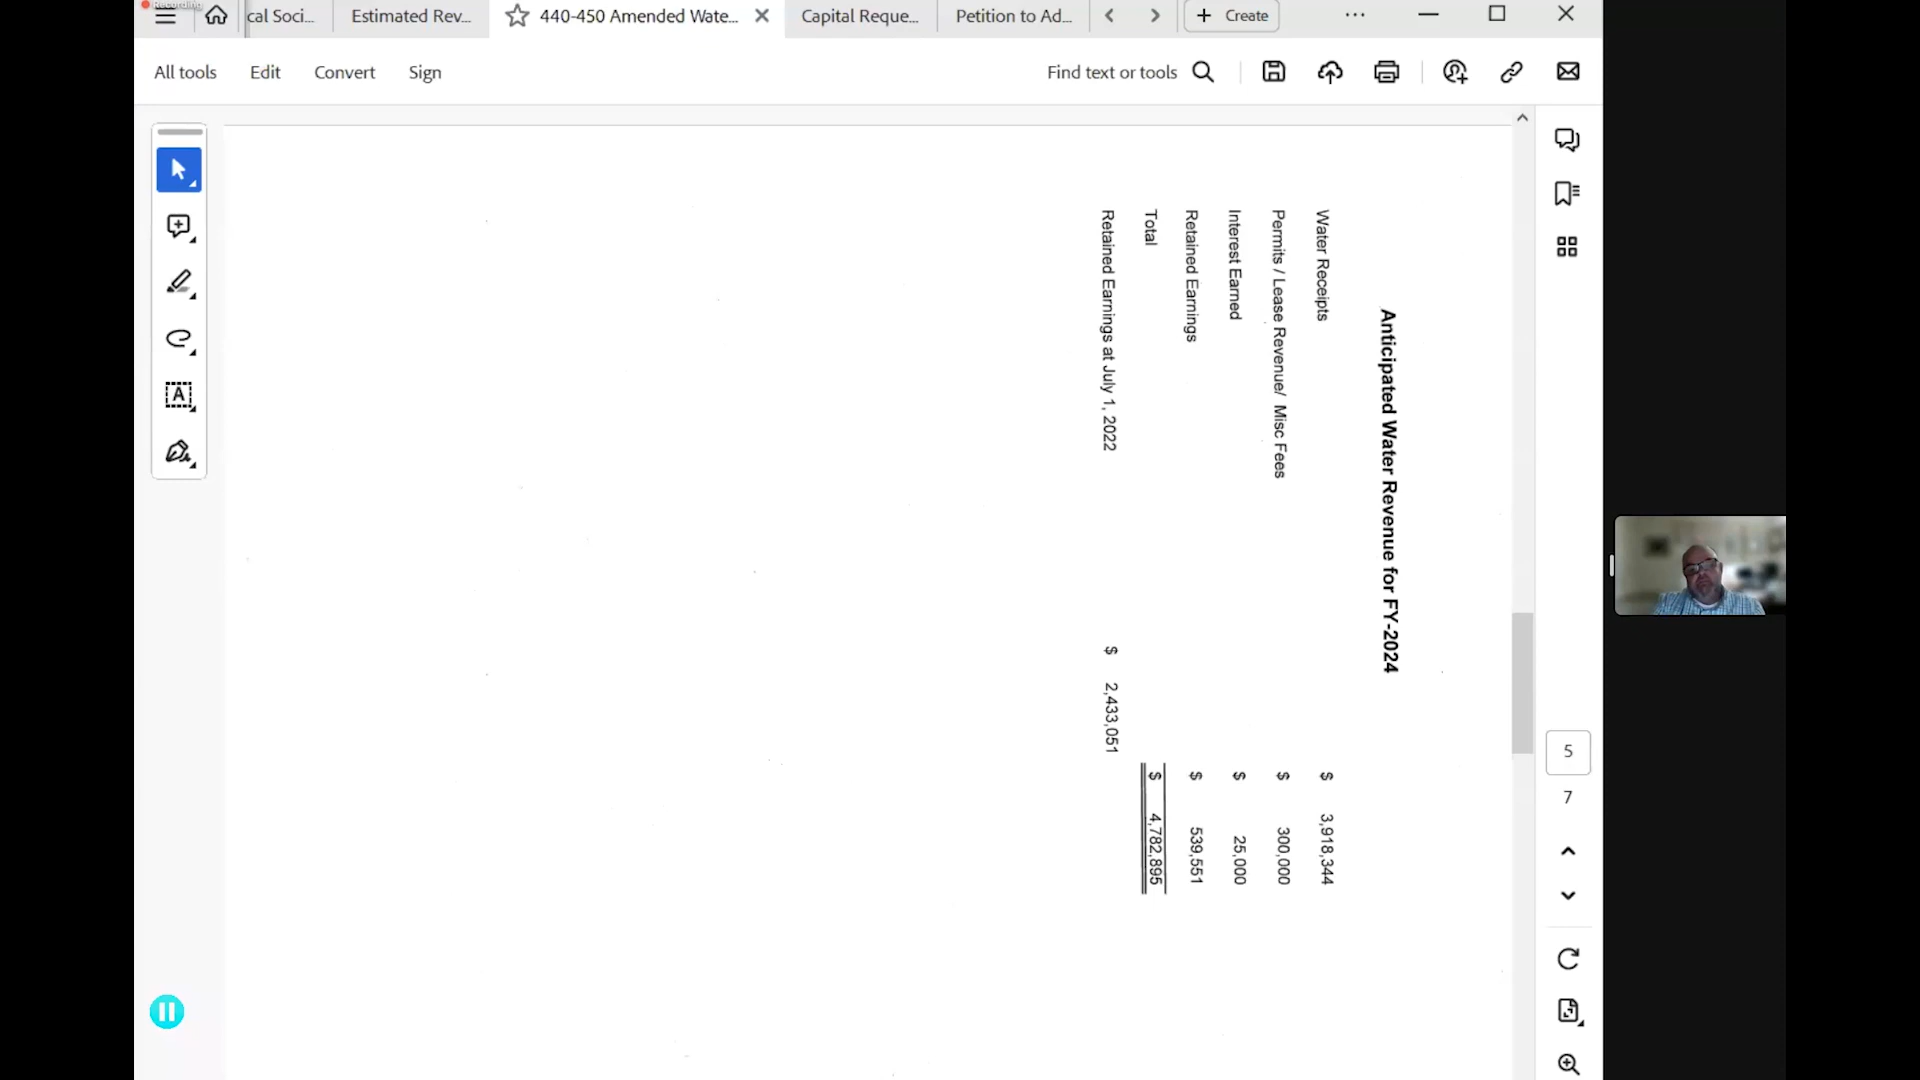 Recording
cal Soci...
Estimated Rev...
440-450 Amended Wate...
Capital Reque...
Petition to Ad...
Create
All tools
Edit
Convert
Sign
Find text or tools
Anticipated Water Revenue for FY-2024
Water Receipts $ 3,918,344
Permits / Lease Revenue/ Misc Fees $ 300,000
Interest Earned $ 25,000
Retained Earnings $ 539,551
Total $ 4,782,895
Retained Earnings at July 1, 2022 $ 2,433,051
5
7